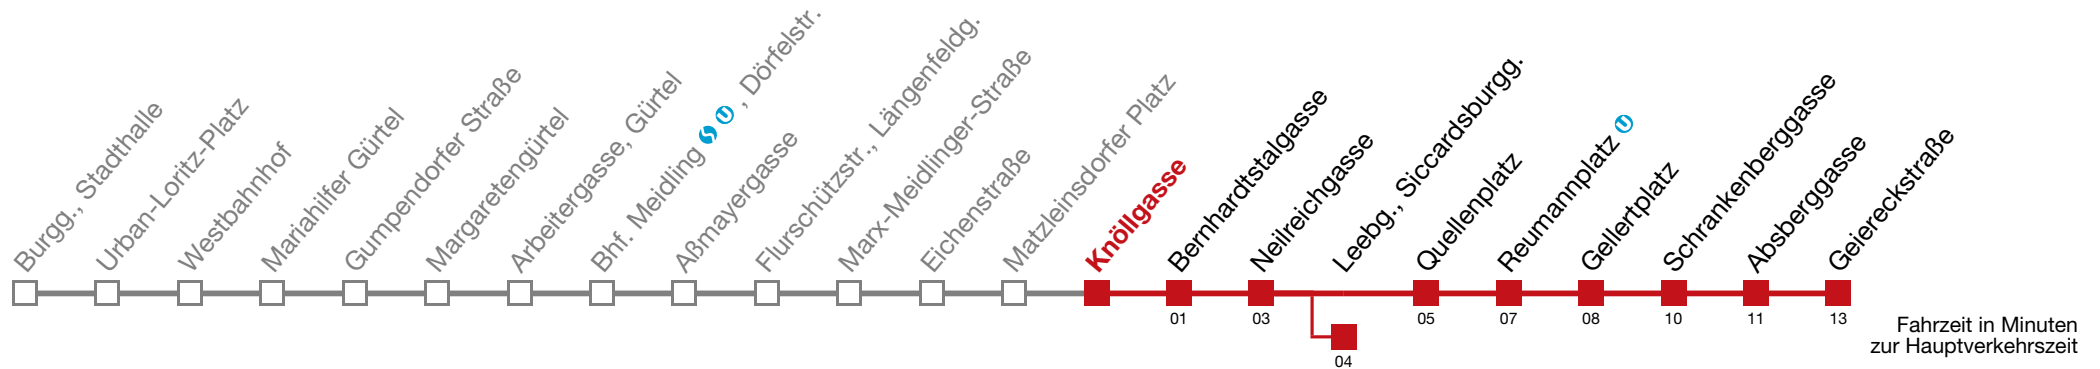 Burgg., Stadthalle
Urban-Loritz-Platz
Westbahnhof
Mariahilfer Gürtel
Gumpendorfer Straße
Margaretengürtel
Arbeitergasse, Gürtel
Bhf. Meidling S U , Dörfelstr.
Aßmayergasse
Flurschützstr., Längenfeldg.
Marx-Meidlinger-Straße
Eichenstraße
Matzleinsdorfer Platz
Knöllgasse
Bernhardtstalgasse
Neilreichgasse
Leebg., Siccardsburgg.
Quellenplatz
Reumannplatz U
Gellertplatz
Schrankenberggasse
Absberggasse
Geiereckstraße
01 03 05 07 08 10 11 13
04
Fahrzeit in Minuten
zur Hauptverkehrszeit